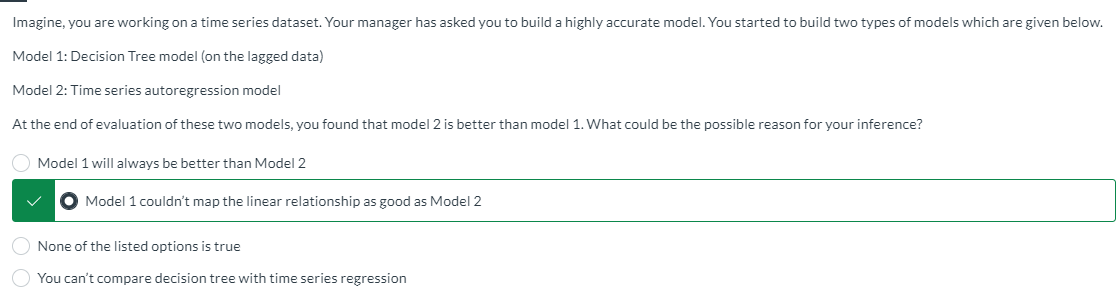 Imagine, you are working on a time series dataset. Your manager has asked you to build a highly accurate model. You started to build two types of models which are given below.
Model 1: Decision Tree model (on the lagged data)
Model 2: Time series autoregression model
At the end of evaluation of these two models, you found that model 2 is better than model 1. What could be the possible reason for your inference?
Model 1 will always be better than Model 2
Model 1 couldn't map the linear relationship as good as Model 2
None of the listed options is true
You can't compare decision tree with time series regression